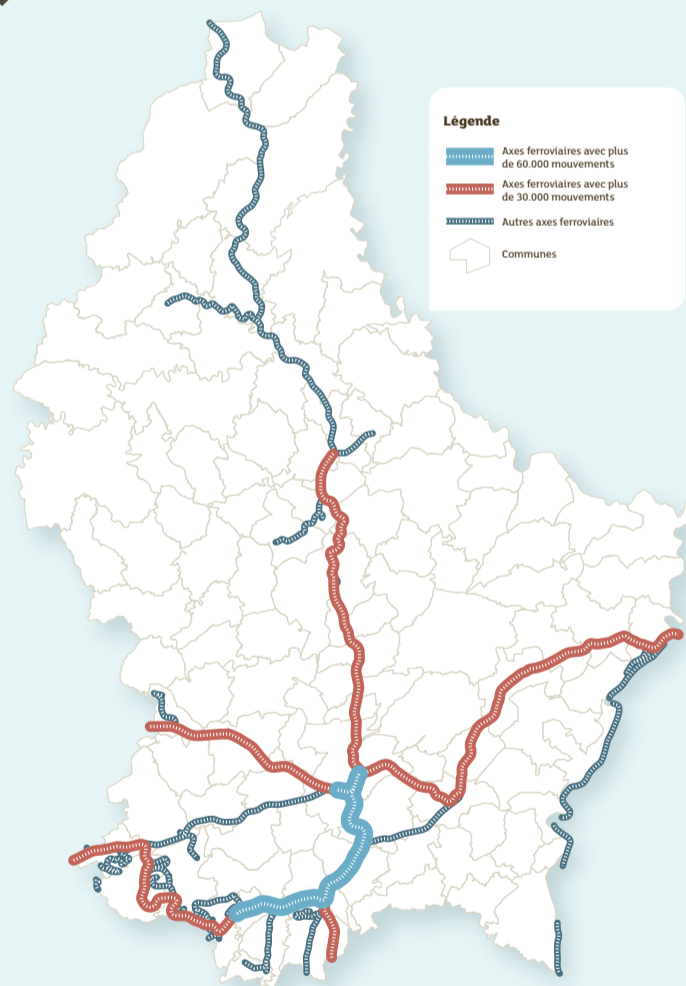 Légende
Axes ferroviaires avec plus
de 60.000 mouvements
Axes ferroviaires avec plus
de 30.000 mouvements
Autres axes ferroviaires
Communes